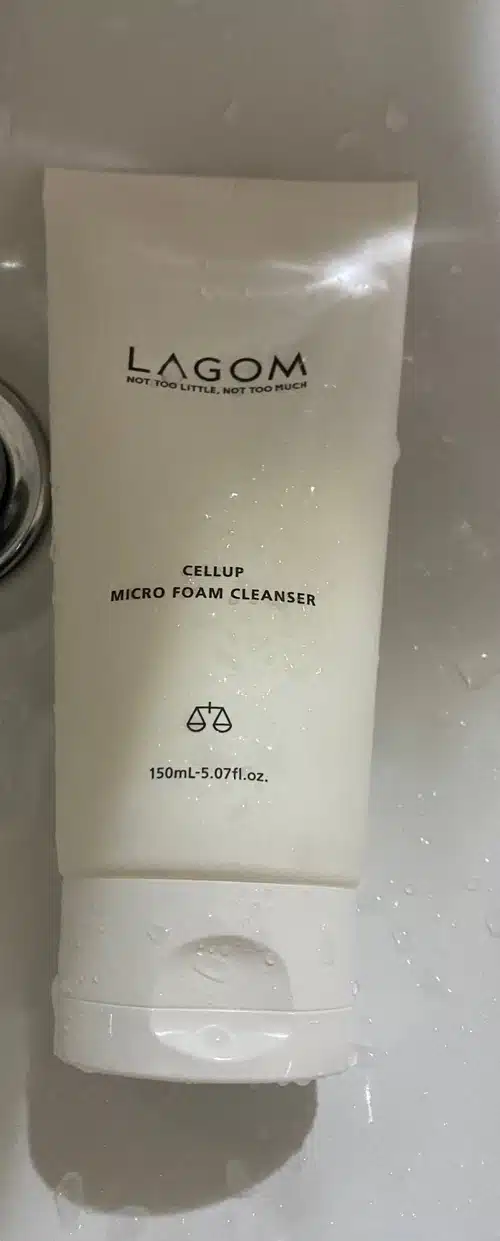 LAGOM
NOT TOO LITTLE, NOT TOO MUCH
CELLUP
MICRO FOAM CLEANSER
150mL-5.07fl.oz.